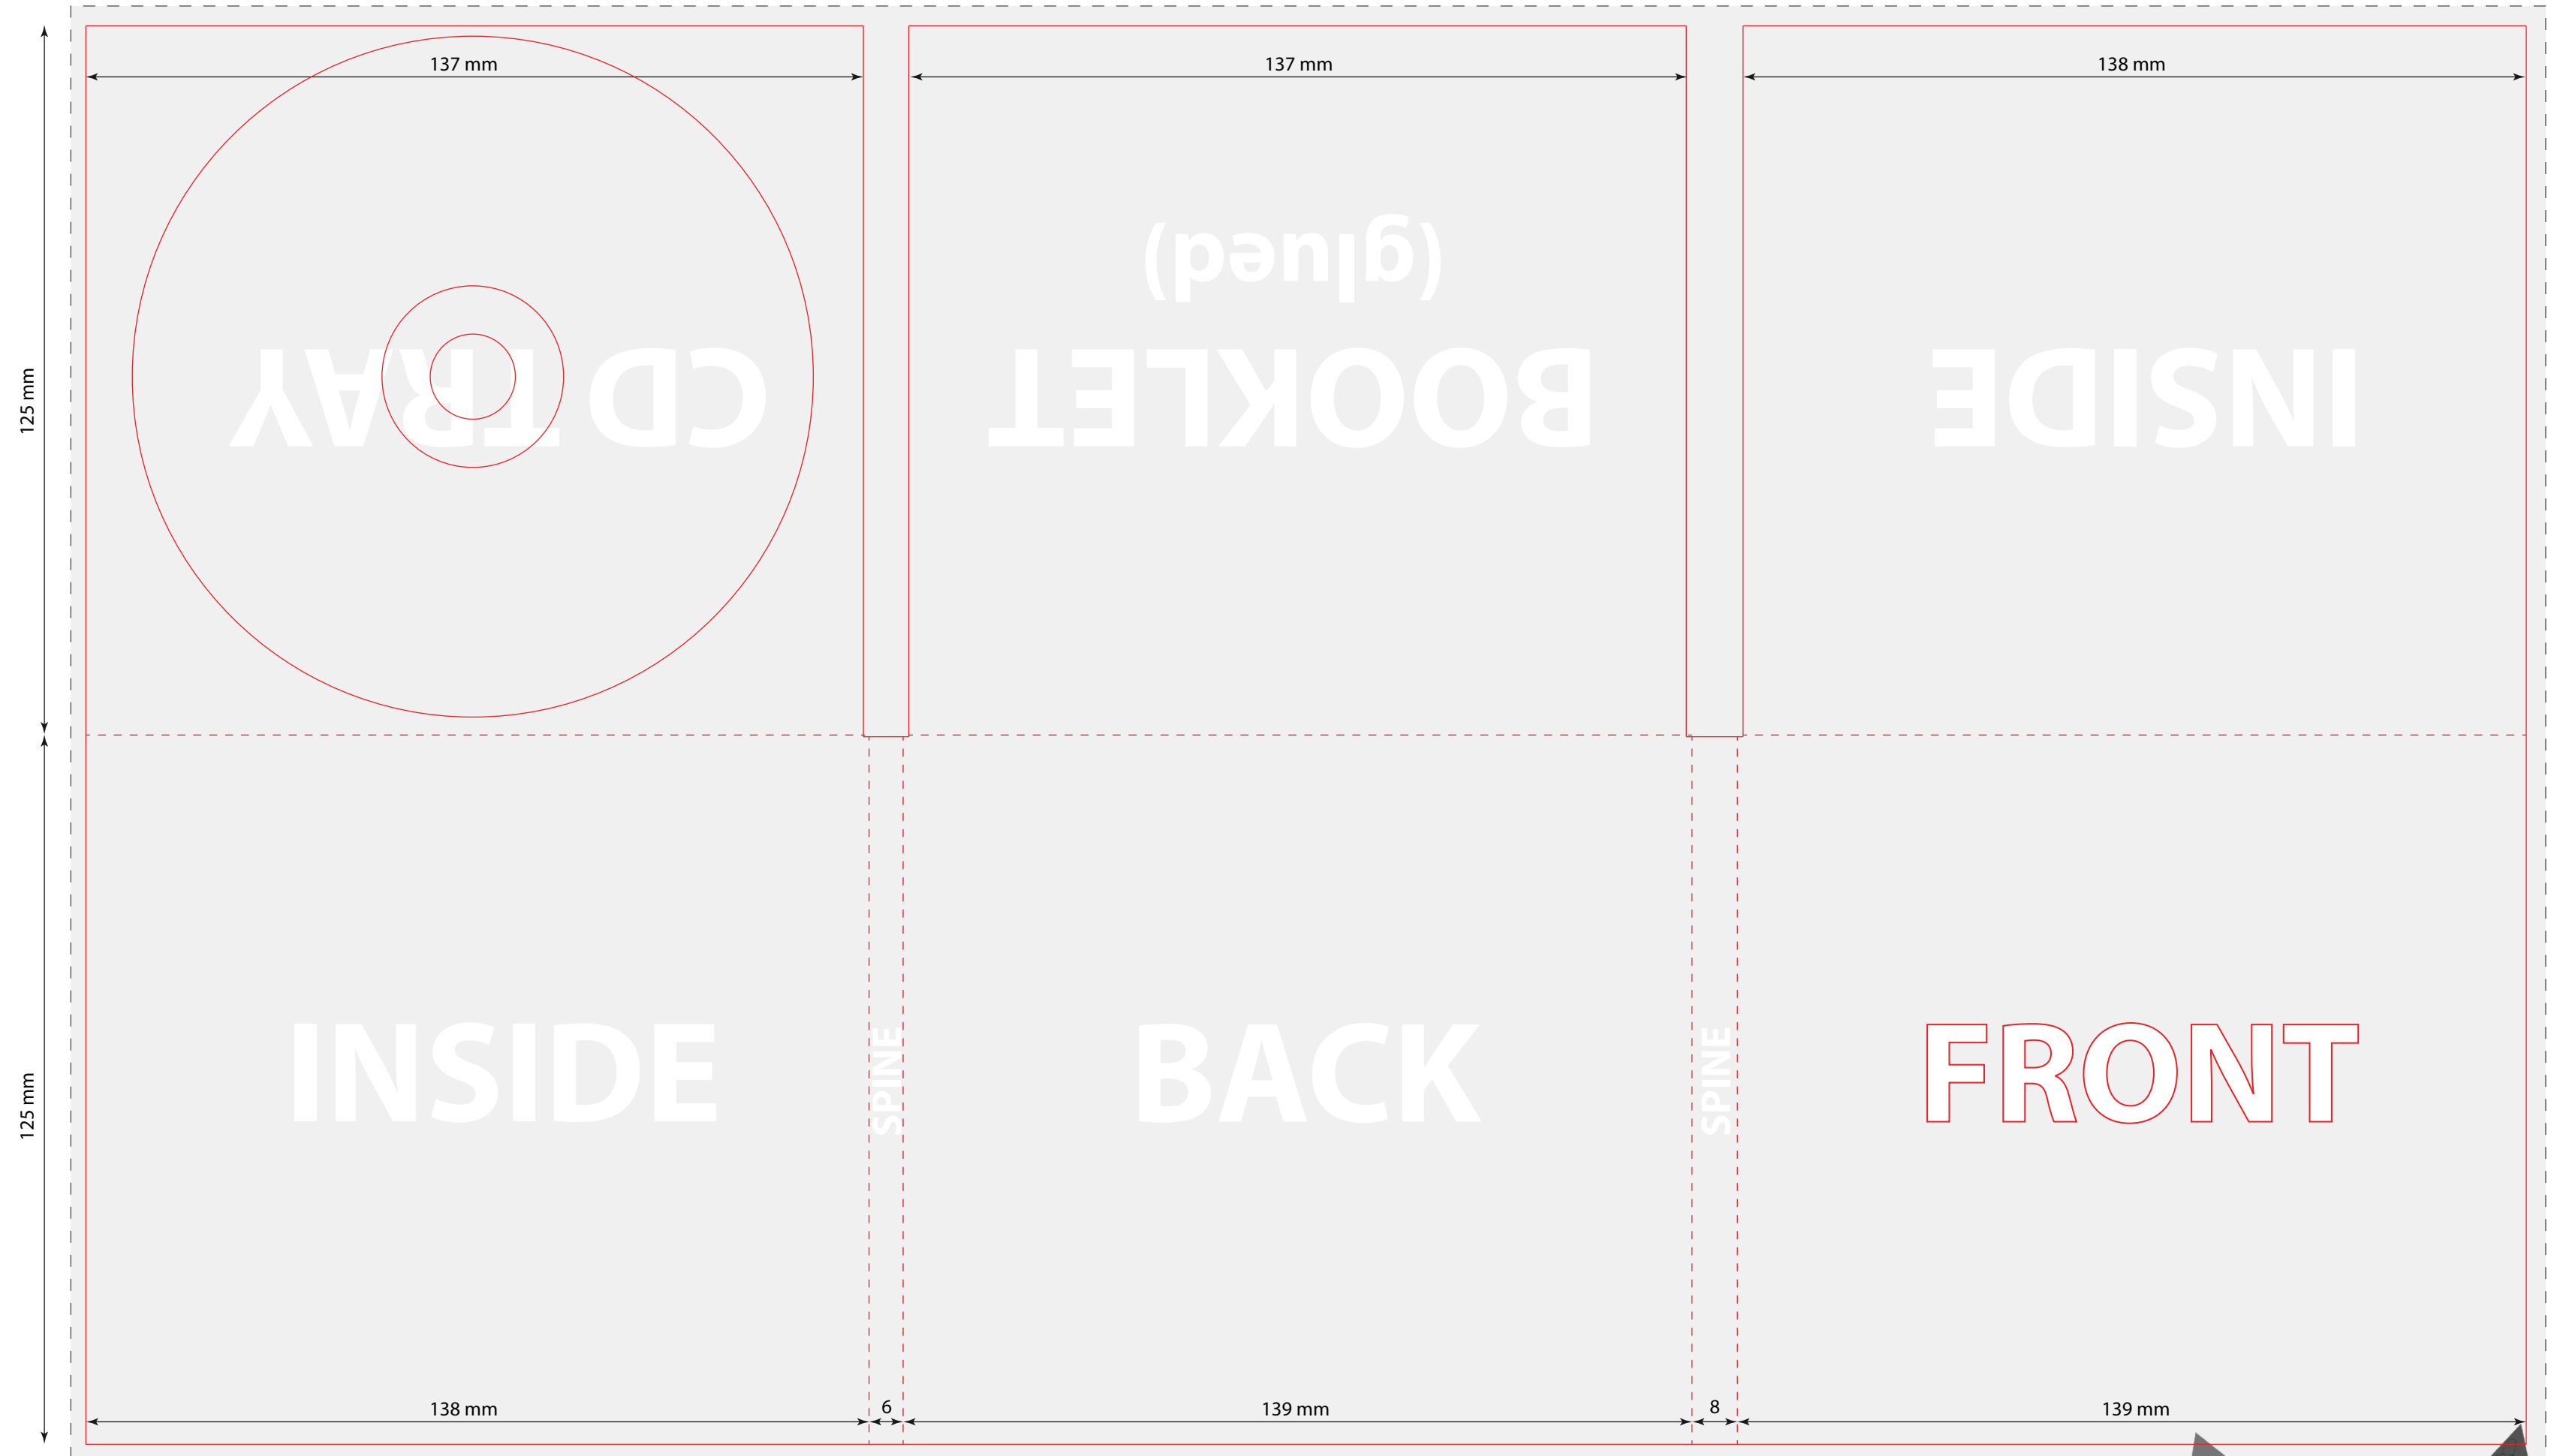 137 mm
137 mm
138 mm
125 mm
(glued)
CD TRAY
BOOKLET
INSIDE
125 mm
INSIDE
SPINE
BACK
SPINE
FRONT
138 mm
6
139 mm
8
139 mm